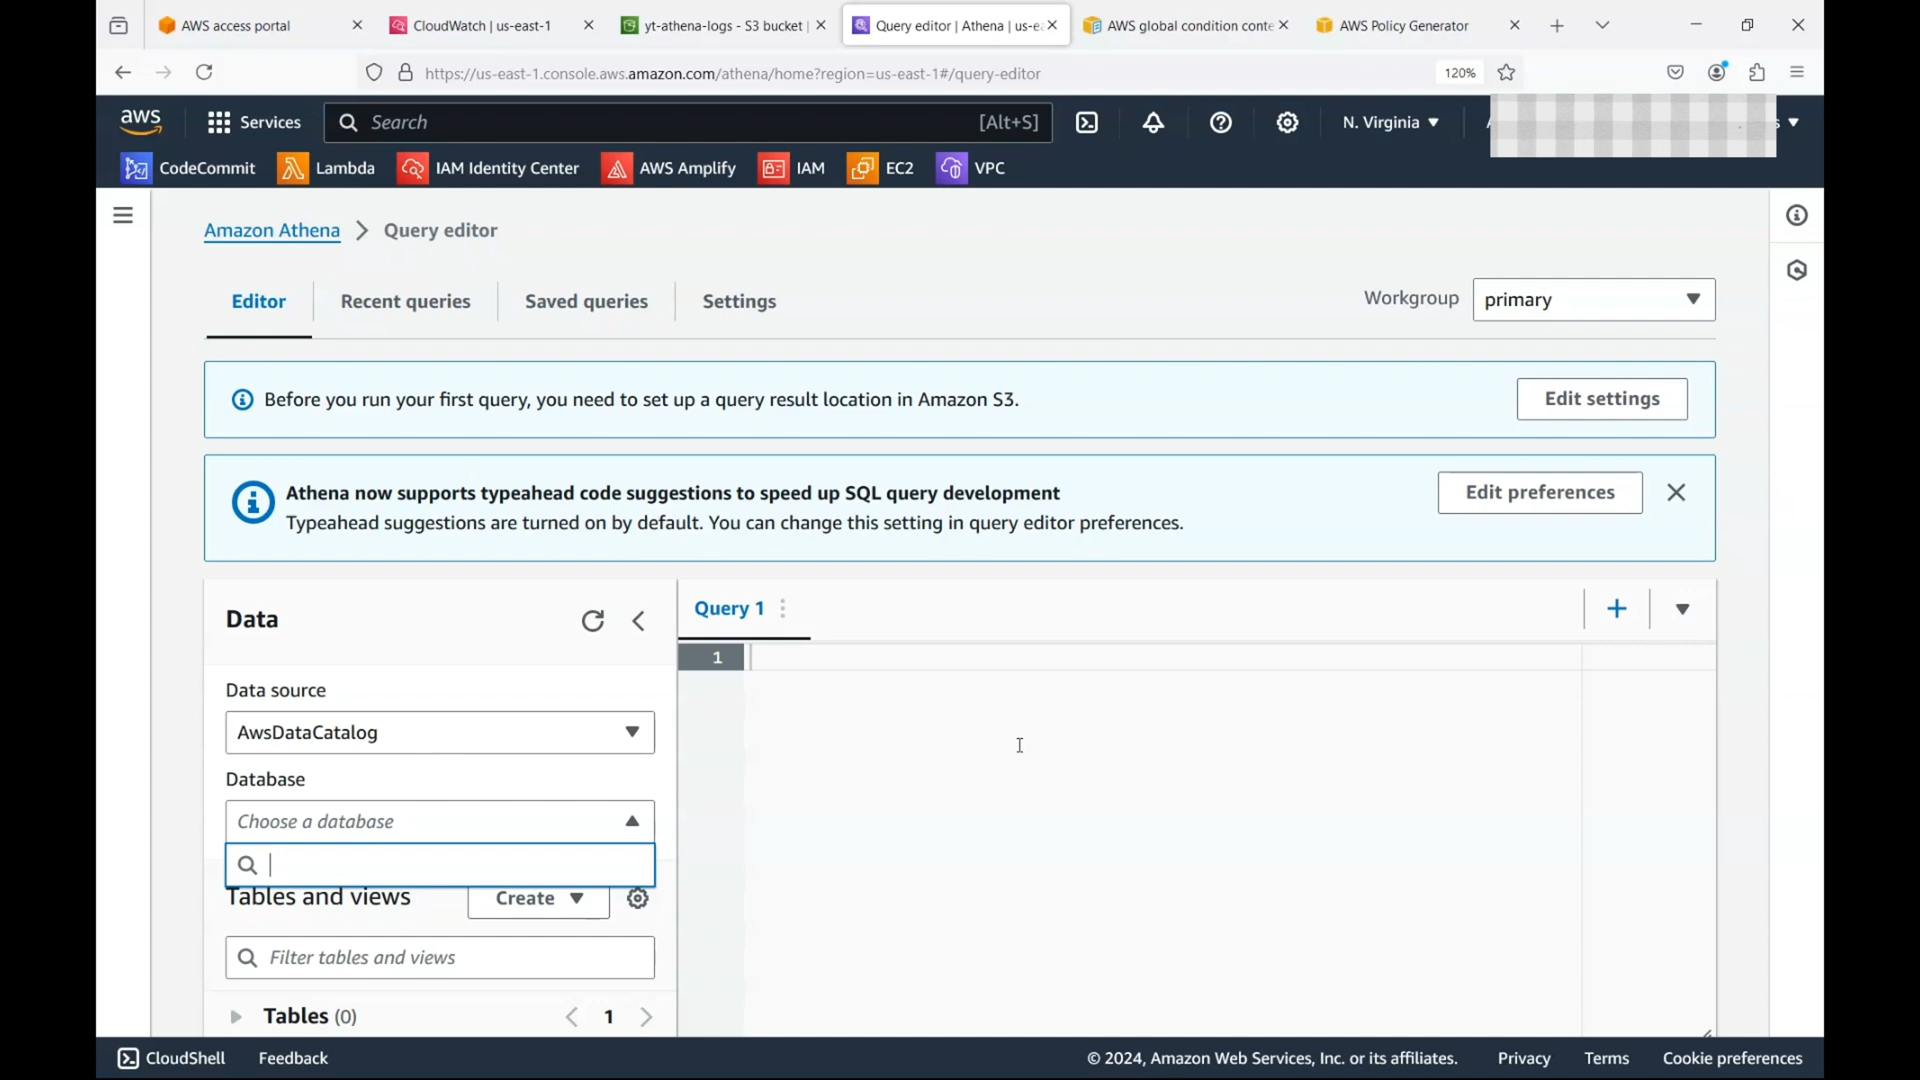 AWS access portal
CloudWatch | us-east-1
yt-athena-logs - S3 bucket |
Query editor | Athena | us-ea
AWS global condition conte
AWS Policy Generator
https://us-east-1.console.aws.amazon.com/athena/home?region=us-east-1#/query-editor
120%
aws
Services
Search
[Alt+S]
N. Virginia
CodeCommit
Lambda
IAM Identity Center
AWS Amplify
IAM
EC2
VPC
Amazon Athena
Query editor
Editor
Recent queries
Saved queries
Settings
Workgroup
primary
Before you run your first query, you need to set up a query result location in Amazon S3.
Edit settings
Athena now supports typeahead code suggestions to speed up SQL query development
Typeahead suggestions are turned on by default. You can change this setting in query editor preferences.
Edit preferences
Data
Query 1
1
Data source
AwsDataCatalog
Database
Choose a database
Tables and views
Create
Filter tables and views
Tables (0)
1
CloudShell
Feedback
© 2024, Amazon Web Services, Inc. or its affiliates.
Privacy
Terms
Cookie preferences